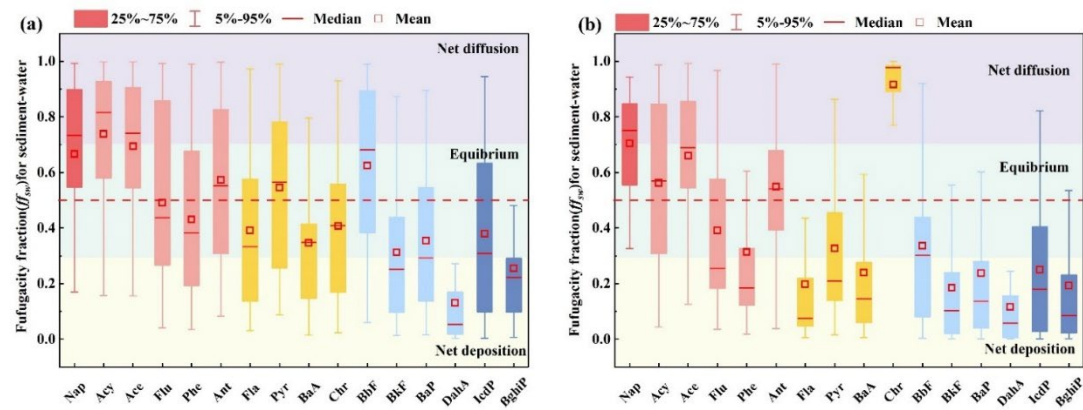 25%~75% 5%-95% Median Mean
(a)
Fufugacity fraction(ffsw)for sediment-water
1.0
0.8
0.6
0.4
0.2
0.0
Net diffusion
Equibrium
Net deposition
Nap Acy Ace Flu Phe Ant Fla Pyr BaA Chr BbF BkF BaP DahA IcdP BghiP
25%~75% 5%-95% Median Mean
(b)
Fufugacity fraction(ffsw)for sediment-water
1.0
0.8
0.6
0.4
0.2
0.0
Net diffusion
Equibrium
Net deposition
Nap Acy Ace Flu Phe Ant Fla Pyr BaA Chr BbF BkF BaP DahA IcdP BghiP